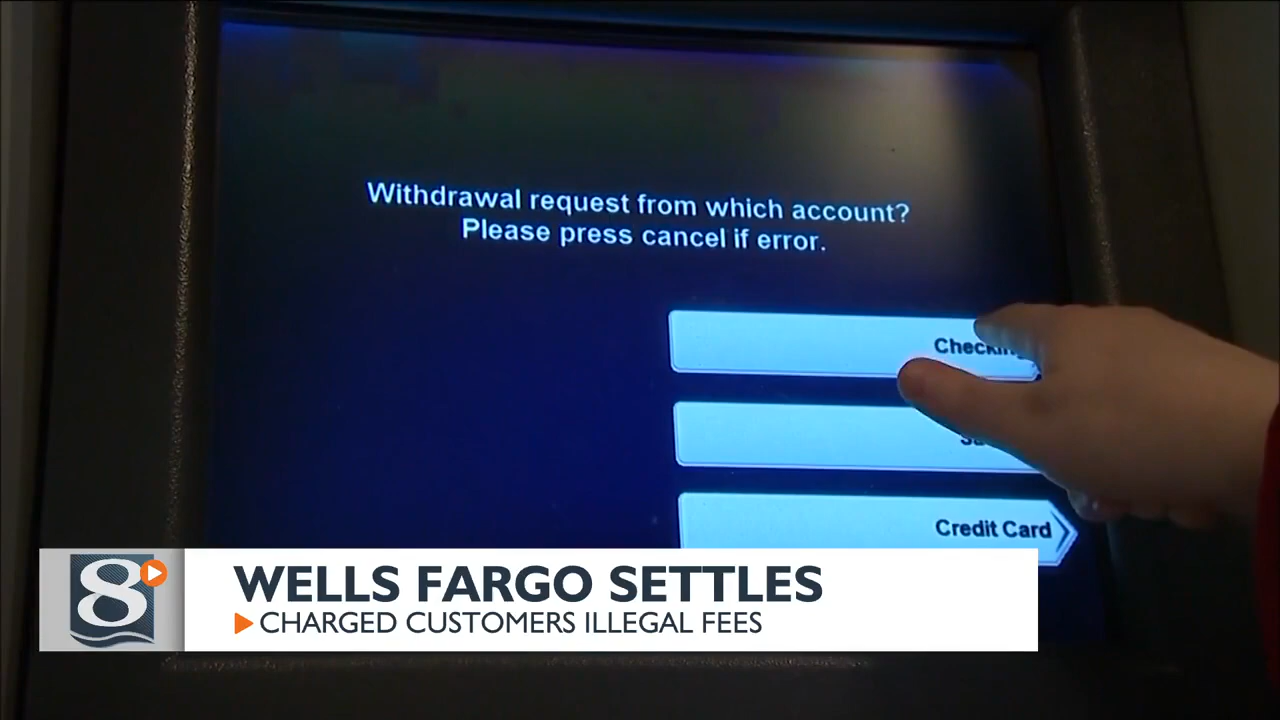 Withdrawal request from which account?
Please press cancel if error.
Credit Card
8
WELLS FARGO SETTLES
CHARGED CUSTOMERS ILLEGAL FEES